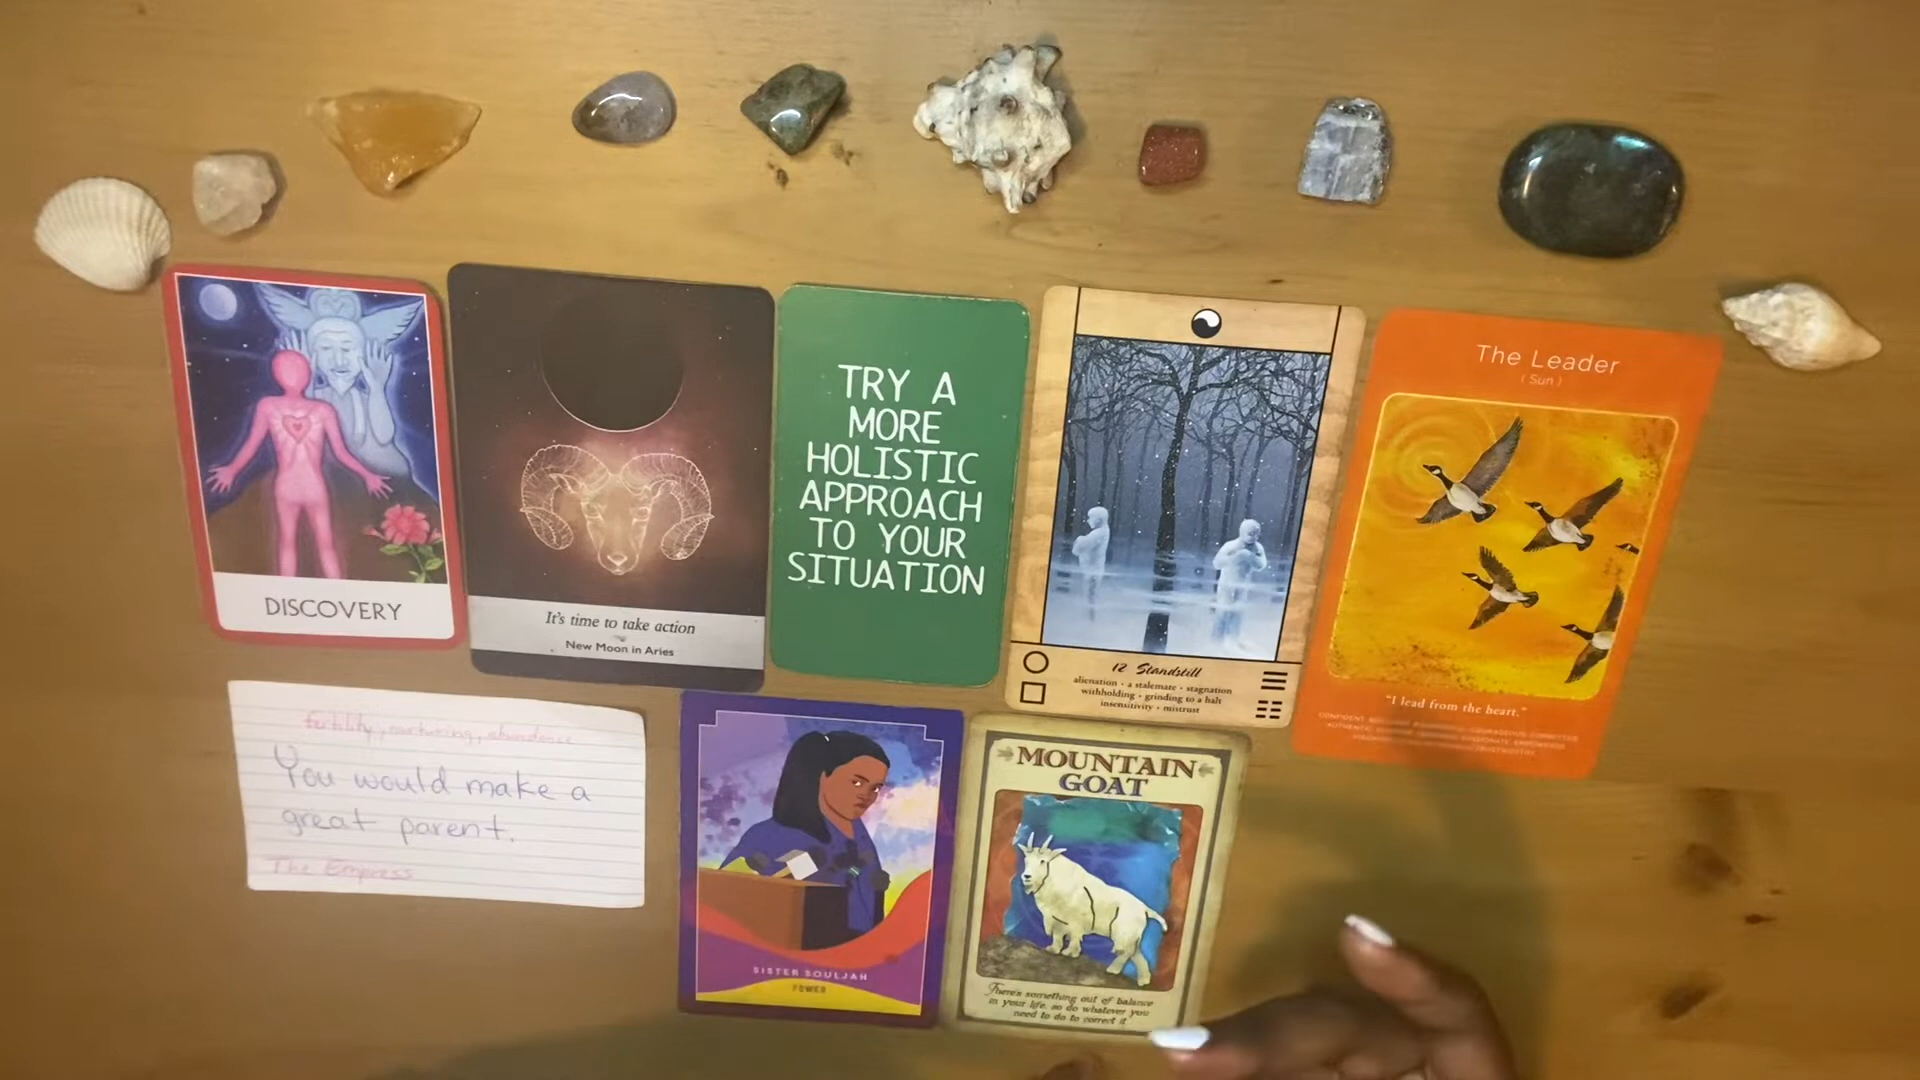 DISCOVERY
It's time to take action
New Moon in Aries
TRY A
MORE
HOLISTIC
APPROACH
TO YOUR
SITUATION
12 Standstill
alienation • a stalemate • stagnation
withholding • grinding to a halt
insensitivity • mistrust
The Leader
(Sun)
"I lead from the heart."
fertility, nurturing, abundance
You would make a
great parent.
The Empress
SISTER SOULJAH
POWER
MOUNTAIN
GOAT
There's something out of balance
in your life, so do whatever you
need to do to correct it